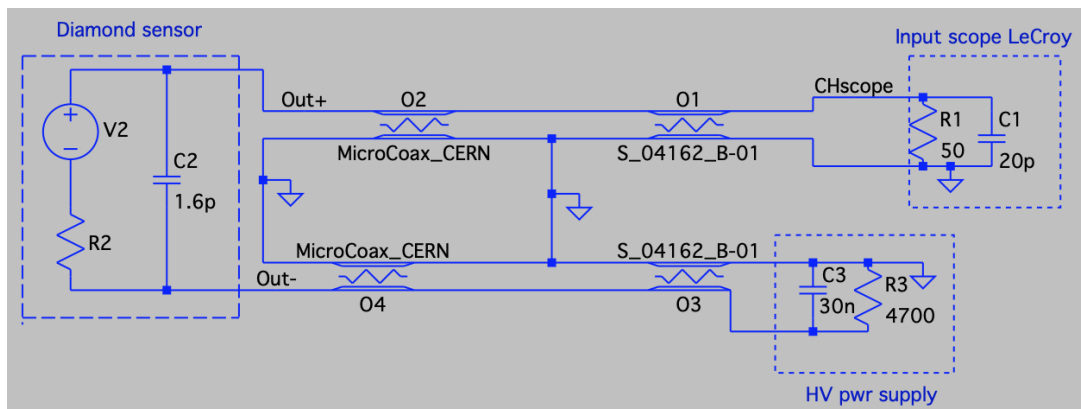 Diamond sensor
Input scope LeCroy
Out+
O2
O1
CHscope
V2
R1
C1
MicroCoax_CERN
S_04162_B-01
50
20p
C2
1.6p
R2
MicroCoax_CERN
S_04162_B-01
Out-
C3
R3
O4
O3
30n
4700
HV pwr supply